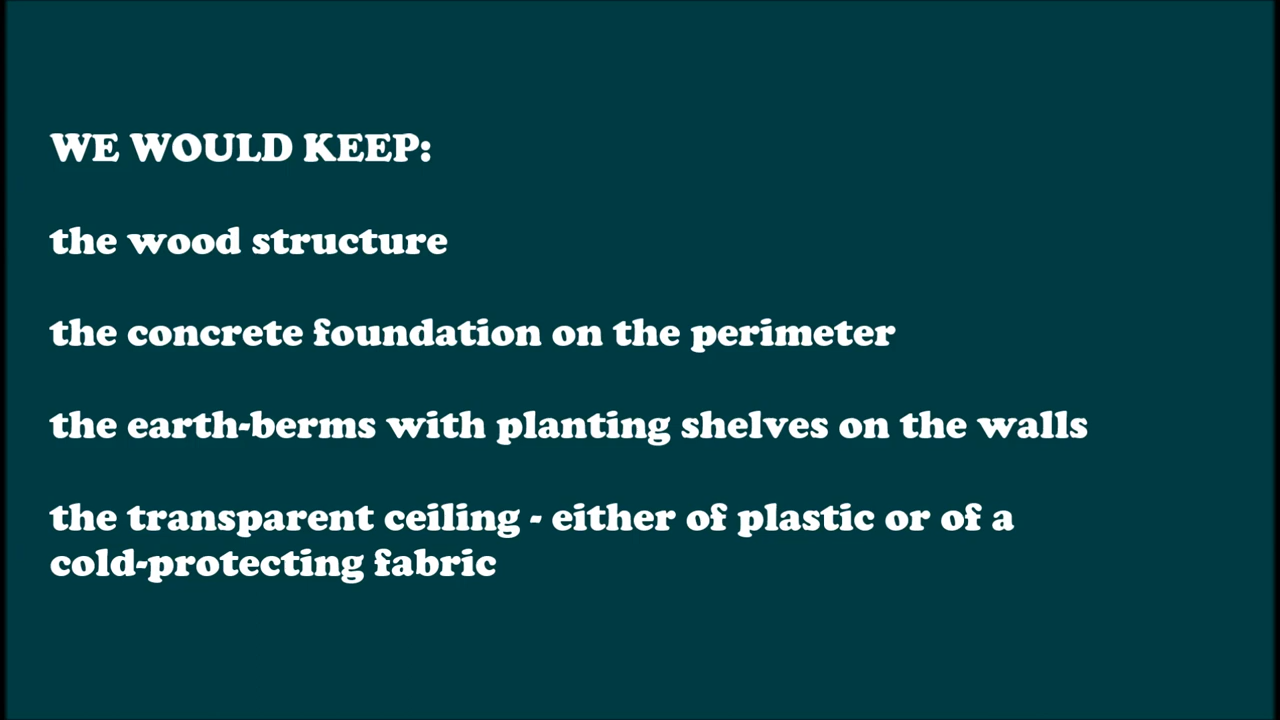 WE WOULD KEEP:
the wood structure
the concrete foundation on the perimeter
the earth-berms with planting shelves on the walls
the transparent ceiling - either of plastic or of a
cold-protecting fabric